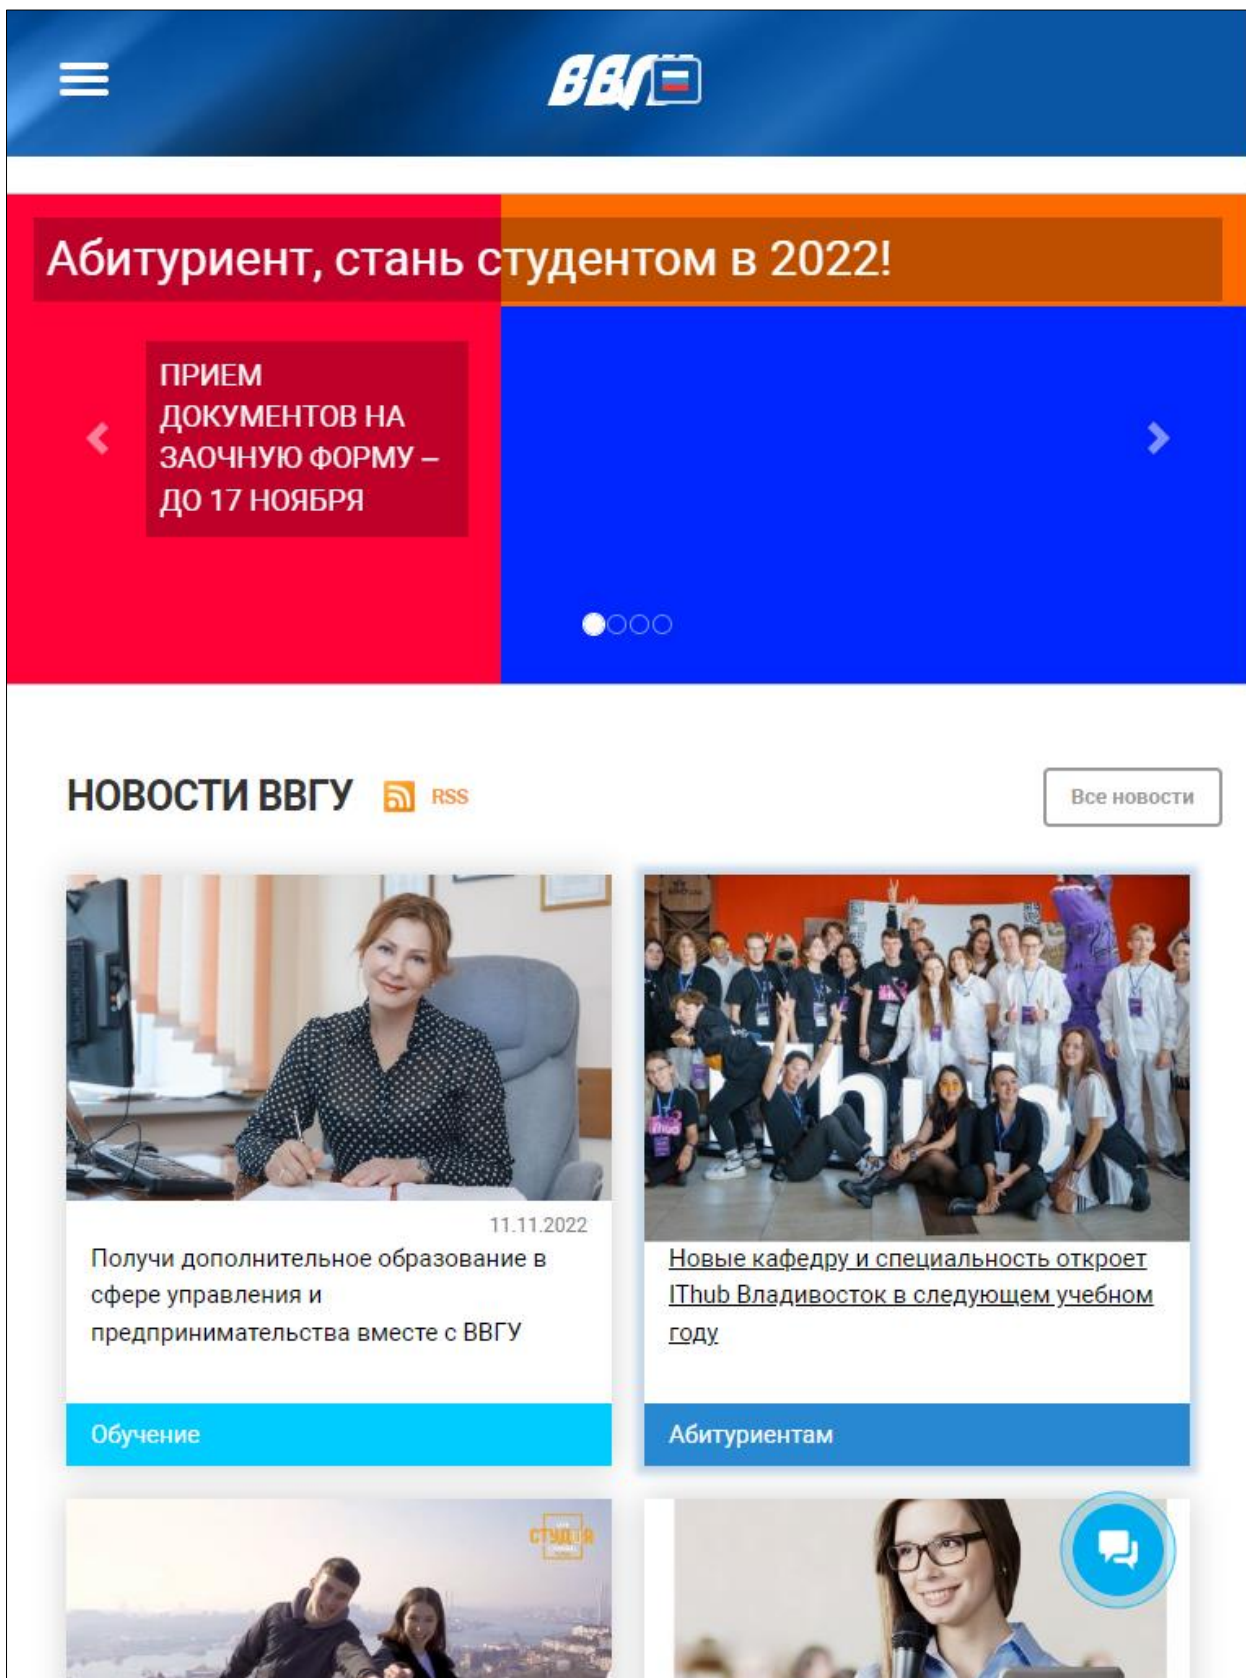 Абитуриент, стань студентом в 2022!
ПРИЕМ
ДОКУМЕНТОВ НА
ЗАОЧНУЮ ФОРМУ –
ДО 17 НОЯБРЯ
НОВОСТИ ВВГУ RSS
Все новости
IThub
11.11.2022
Получи дополнительное образование в
сфере управления и
предпринимательства вместе с ВВГУ
Новые кафедру и специальность откроет
IThub Владивосток в следующем учебном
году
Обучение
Абитуриентам
СТУДИЯ